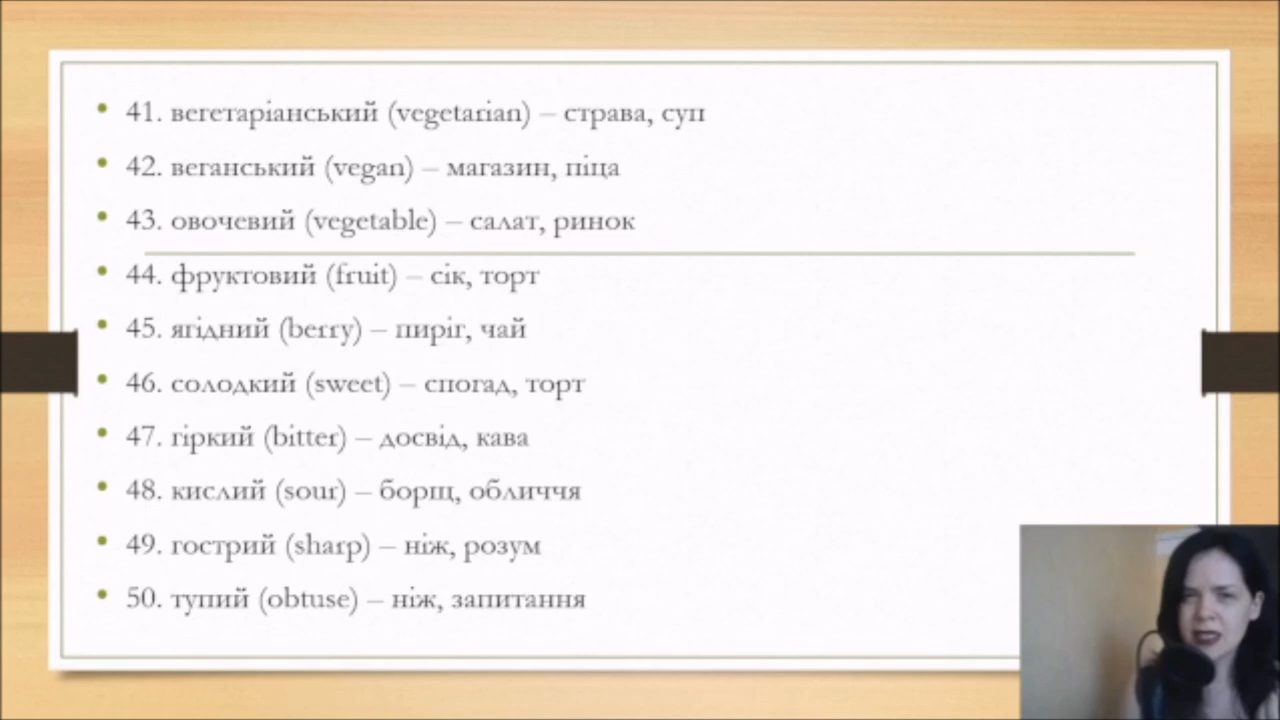 • 41. вегетаріанський (vegetarian) – страва, суп
• 42. веганський (vegan) – магазин, піца
• 43. овочевий (vegetable) – салат, ринок
• 44. фруктовий (fruit) – сік, торт
• 45. ягідний (berry) – пиріг, чай
• 46. солодкий (sweet) – спогад, торт
• 47. гіркий (bitter) – досвід, кава
• 48. кислий (sour) – борщ, обличчя
• 49. гострий (sharp) – ніж, розум
• 50. тупий (obtuse) – ніж, запитання